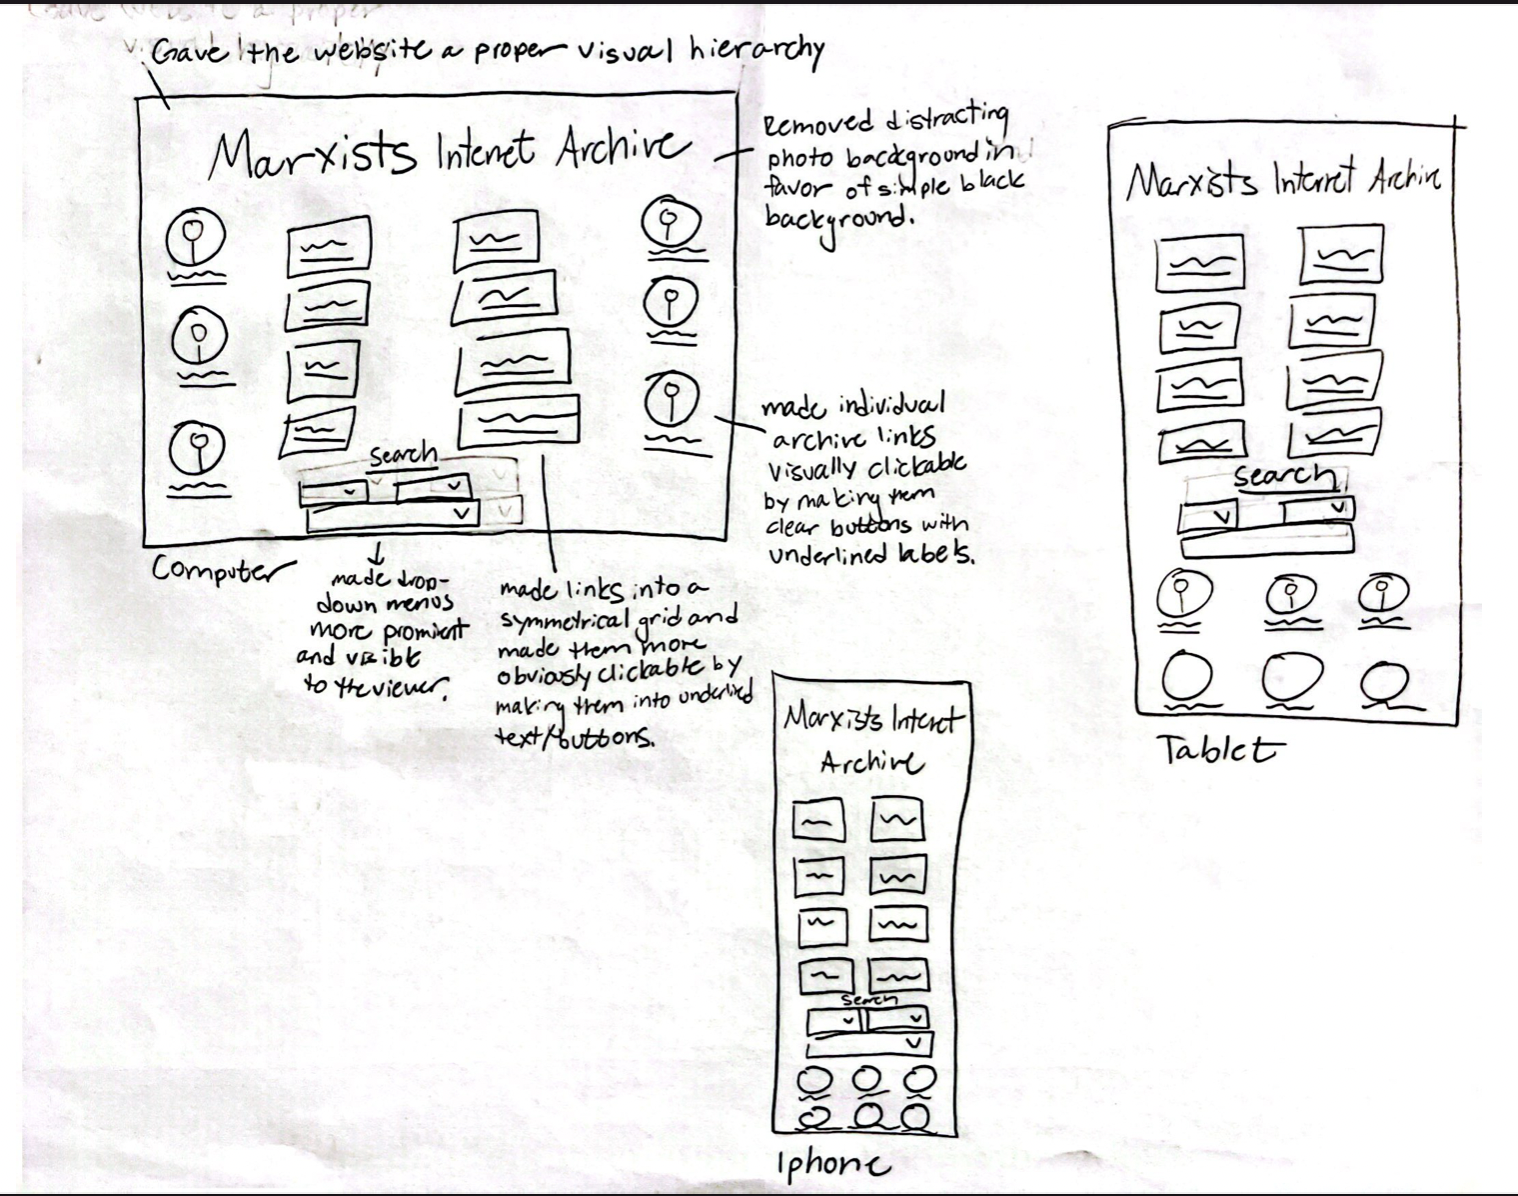 Gave the website a proper visual hierarchy
Marxists Internet Archive
Removed distracting
photo background in
favor of simple black
background.
made individual
archive links
visually clickable
by making them
clear buttons with
underlined labels.
search
Computer
made drop-
down menus
more prominent
and visible
to the viewer.
made links into a
symmetrical grid and
made them more
obviously clickable by
making them into underlined
text/buttons.
Marxists Internet Archive
search
Tablet
Marxists Internet
Archive
search
Iphone